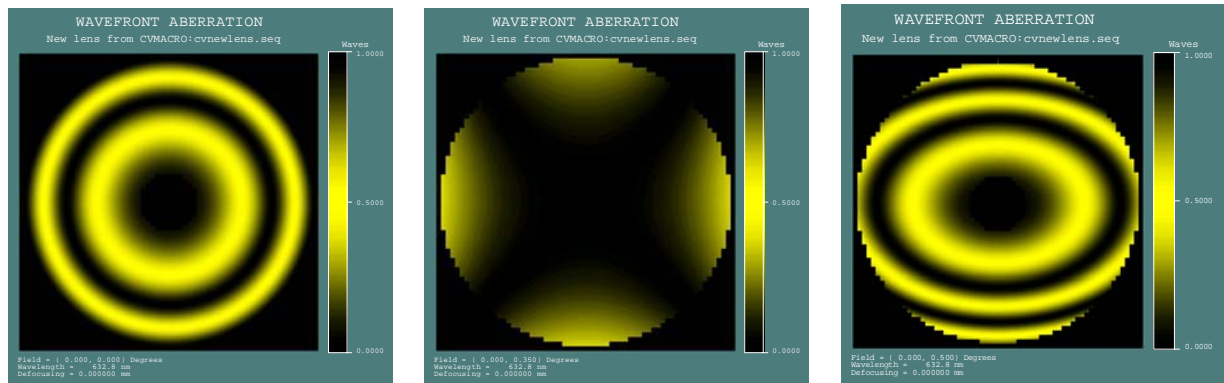 WAVEFRONT ABERRATION
New lens from CVMACRO:cvnewlens.seq
Waves
1.0000
0.5000
0.0000
Field = ( 0.000, 0.000) Degrees
Wavelength = 632.8 nm
Defocusing = 0.000000 mm
WAVEFRONT ABERRATION
New lens from CVMACRO:cvnewlens.seq
Waves
1.0000
0.5000
0.0000
Field = ( 0.000, 0.350) Degrees
Wavelength = 632.8 nm
Defocusing = 0.000000 mm
WAVEFRONT ABERRATION
New lens from CVMACRO:cvnewlens.seq
Waves
1.0000
0.5000
0.0000
Field = ( 0.000, 0.500) Degrees
Wavelength = 632.8 nm
Defocusing = 0.000000 mm